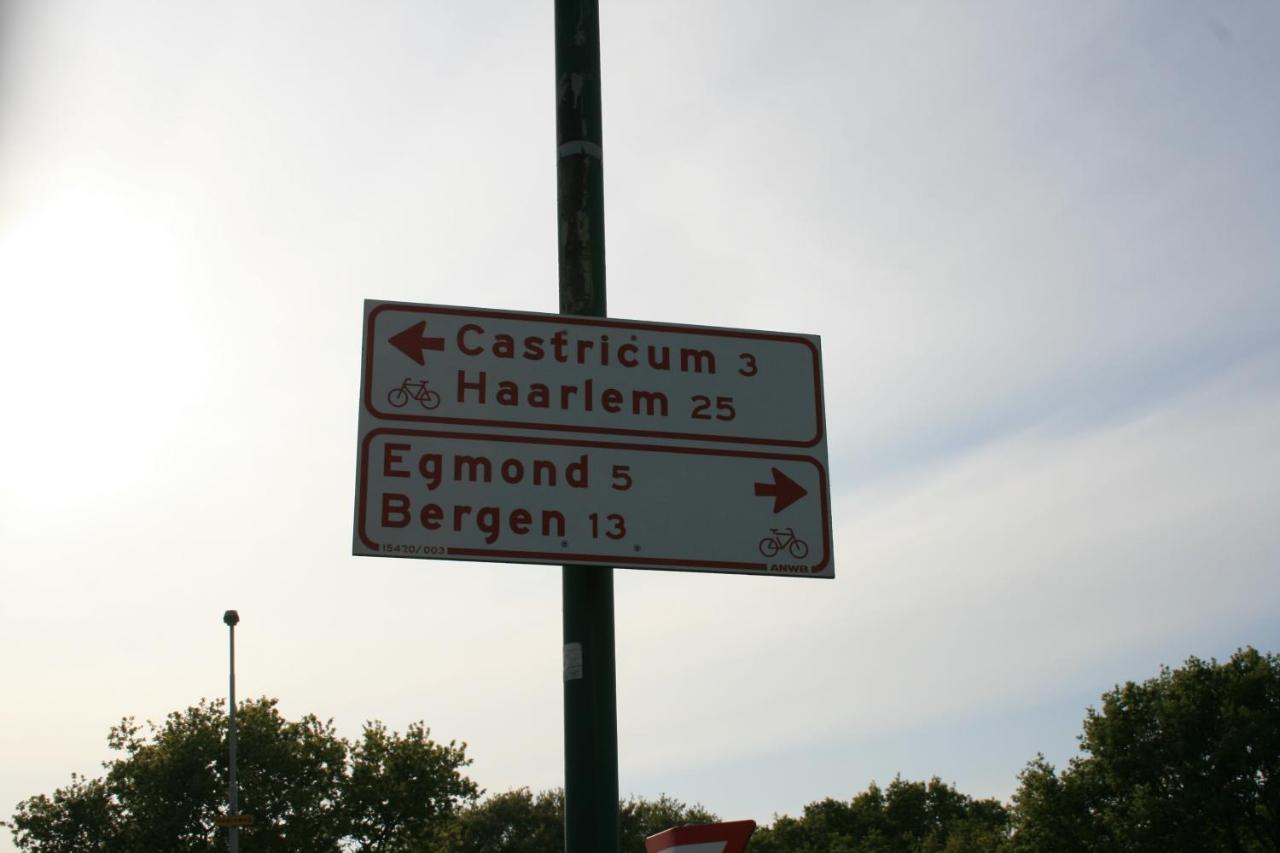 Castricum 3
Haarlem 25
Egmond 5
Bergen 13
15420/003
ANWB